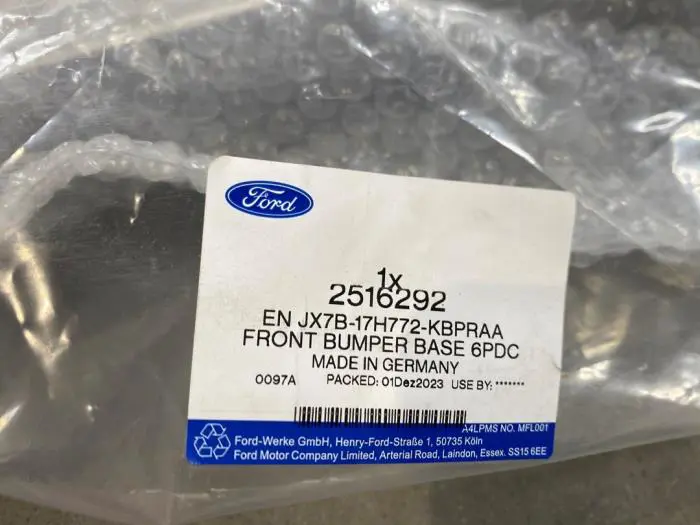 Ford
1x
2516292
EN JX7B-17H772-KBPRAA
FRONT BUMPER BASE 6PDC
MADE IN GERMANY
0097A PACKED: 01Dez2023 USE BY: *******
A4LPMS NO. MFL001
Ford-Werke GmbH, Henry-Ford-Straße 1, 50735 Köln
Ford Motor Company Limited, Arterial Road, Laindon, Essex. SS15 6EE